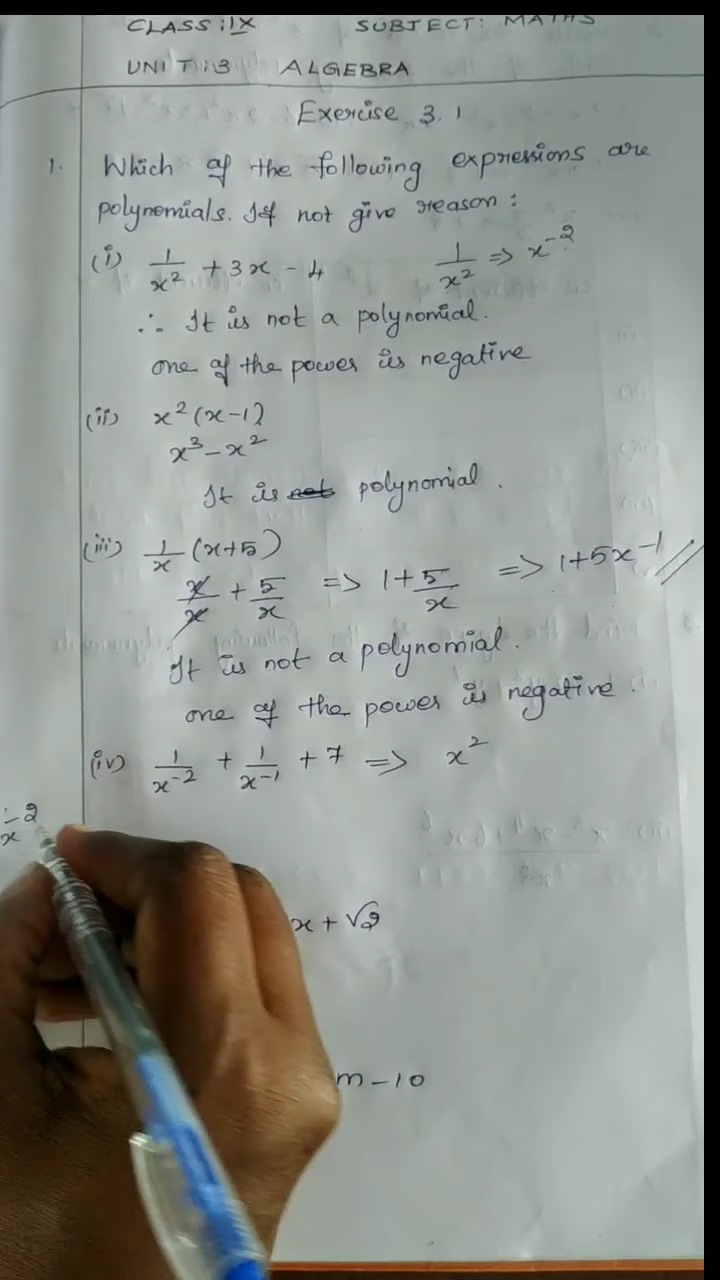 CLASS: IX SUBJECT: MATHS
UNIT: 3 ALGEBRA
Exercise 3.1
1. Which of the following expressions are
polynomials. If not give reason:
(i) 1/x² + 3x - 4 1/x² => x⁻²
∴ It is not a polynomial.
one of the power is negative
(ii) x²(x-1)
x³ - x²
It is not polynomial.
(iii) 1/x (x+5)
x/x + 5/x => 1 + 5/x => 1+5x⁻¹ //
It is not a polynomial.
one of the power is negative.
(iv) 1/x⁻² + 1/x⁻¹ + 7 => x²
x + √2
m - 10